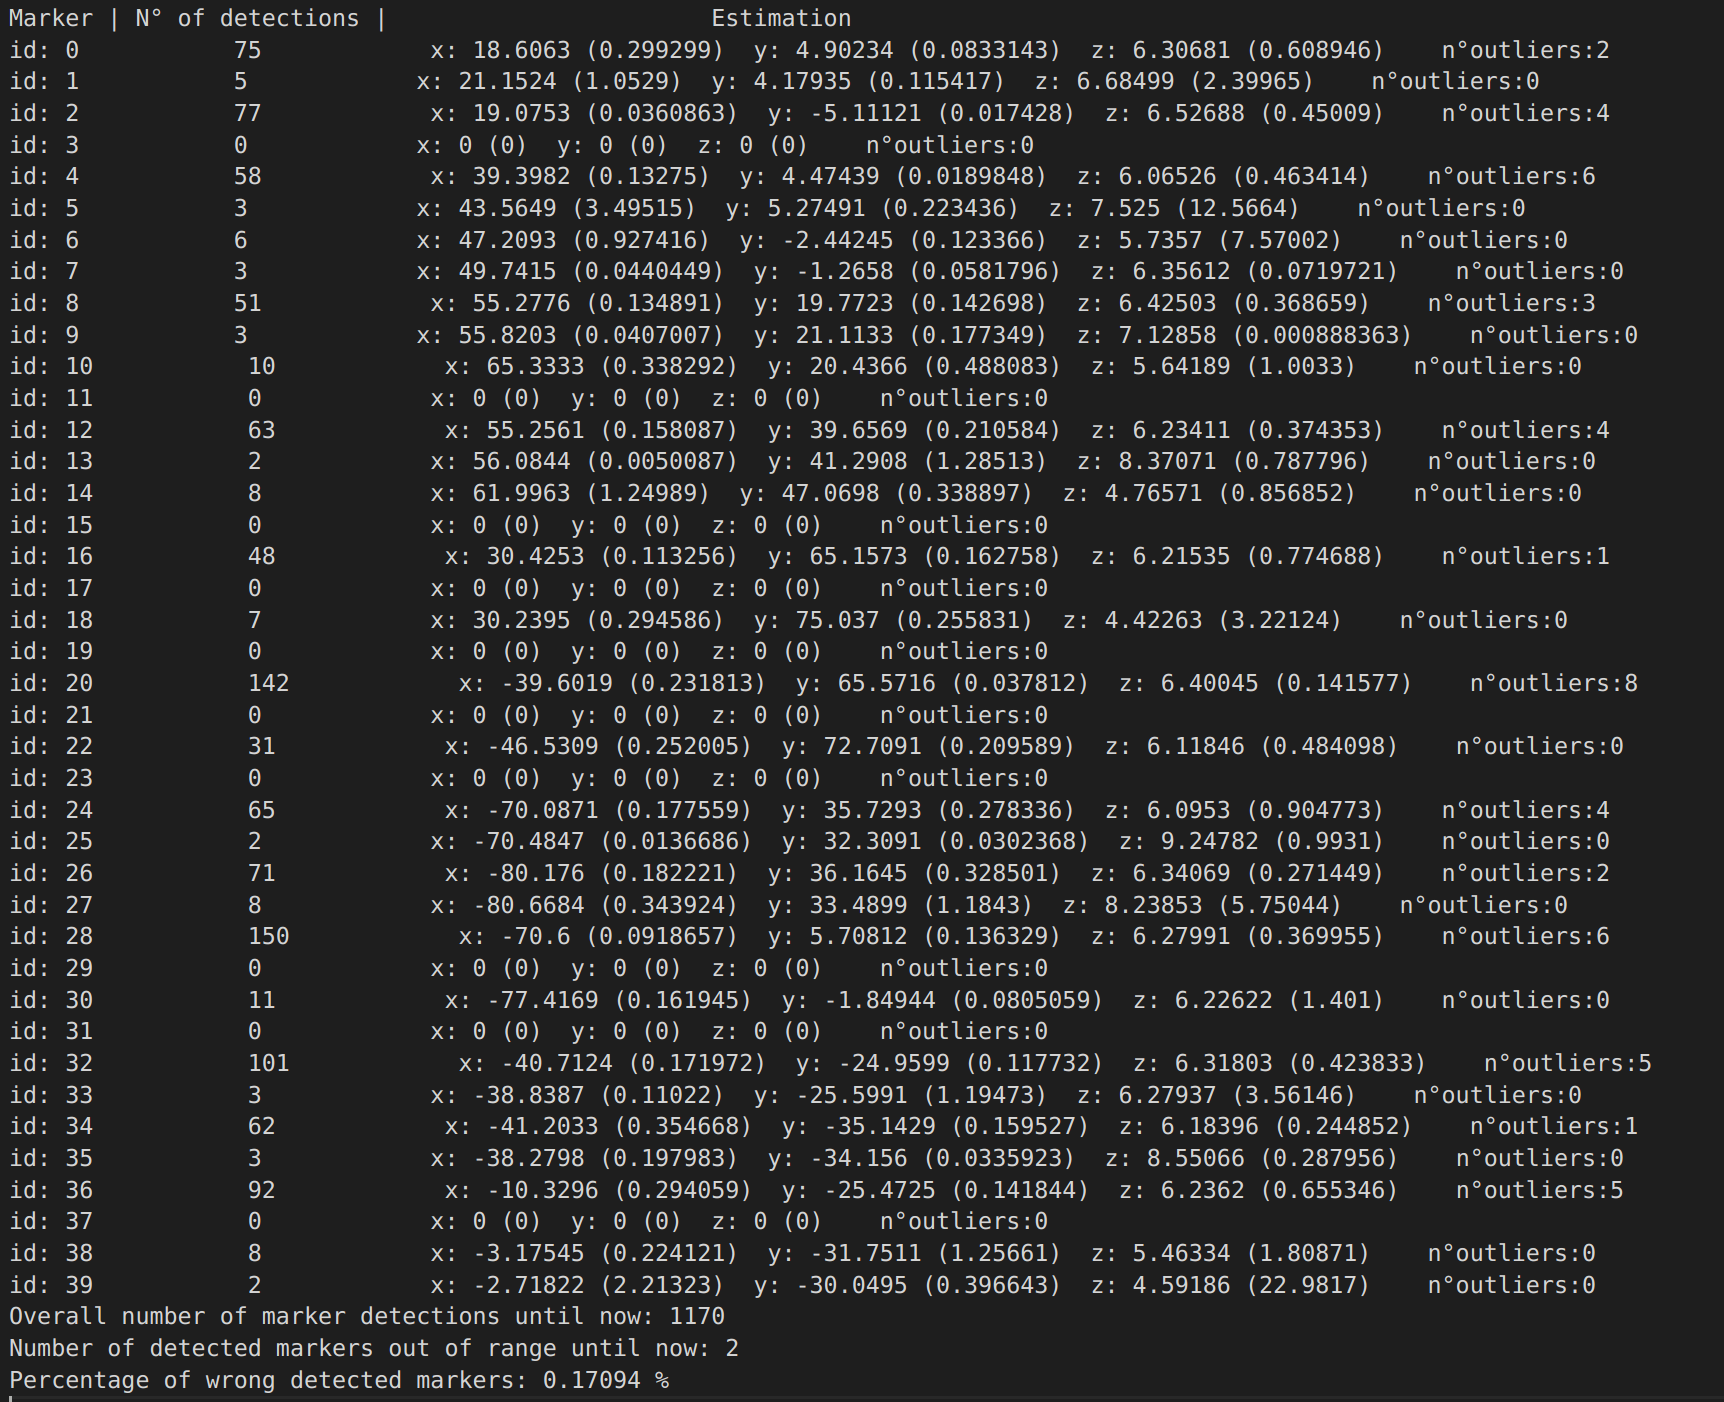 Marker | N° of detections |                       Estimation
id: 0           75            x: 18.6063 (0.299299)  y: 4.90234 (0.0833143)  z: 6.30681 (0.608946)    n°outliers:2
id: 1           5            x: 21.1524 (1.0529)  y: 4.17935 (0.115417)  z: 6.68499 (2.39965)    n°outliers:0
id: 2           77            x: 19.0753 (0.0360863)  y: -5.11121 (0.017428)  z: 6.52688 (0.45009)    n°outliers:4
id: 3           0            x: 0 (0)  y: 0 (0)  z: 0 (0)    n°outliers:0
id: 4           58            x: 39.3982 (0.13275)  y: 4.47439 (0.0189848)  z: 6.06526 (0.463414)    n°outliers:6
id: 5           3            x: 43.5649 (3.49515)  y: 5.27491 (0.223436)  z: 7.525 (12.5664)    n°outliers:0
id: 6           6            x: 47.2093 (0.927416)  y: -2.44245 (0.123366)  z: 5.7357 (7.57002)    n°outliers:0
id: 7           3            x: 49.7415 (0.0440449)  y: -1.2658 (0.0581796)  z: 6.35612 (0.0719721)    n°outliers:0
id: 8           51            x: 55.2776 (0.134891)  y: 19.7723 (0.142698)  z: 6.42503 (0.368659)    n°outliers:3
id: 9           3            x: 55.8203 (0.0407007)  y: 21.1133 (0.177349)  z: 7.12858 (0.000888363)    n°outliers:0
id: 10           10            x: 65.3333 (0.338292)  y: 20.4366 (0.488083)  z: 5.64189 (1.0033)    n°outliers:0
id: 11           0            x: 0 (0)  y: 0 (0)  z: 0 (0)    n°outliers:0
id: 12           63            x: 55.2561 (0.158087)  y: 39.6569 (0.210584)  z: 6.23411 (0.374353)    n°outliers:4
id: 13           2            x: 56.0844 (0.0050087)  y: 41.2908 (1.28513)  z: 8.37071 (0.787796)    n°outliers:0
id: 14           8            x: 61.9963 (1.24989)  y: 47.0698 (0.338897)  z: 4.76571 (0.856852)    n°outliers:0
id: 15           0            x: 0 (0)  y: 0 (0)  z: 0 (0)    n°outliers:0
id: 16           48            x: 30.4253 (0.113256)  y: 65.1573 (0.162758)  z: 6.21535 (0.774688)    n°outliers:1
id: 17           0            x: 0 (0)  y: 0 (0)  z: 0 (0)    n°outliers:0
id: 18           7            x: 30.2395 (0.294586)  y: 75.037 (0.255831)  z: 4.42263 (3.22124)    n°outliers:0
id: 19           0            x: 0 (0)  y: 0 (0)  z: 0 (0)    n°outliers:0
id: 20           142            x: -39.6019 (0.231813)  y: 65.5716 (0.037812)  z: 6.40045 (0.141577)    n°outliers:8
id: 21           0            x: 0 (0)  y: 0 (0)  z: 0 (0)    n°outliers:0
id: 22           31            x: -46.5309 (0.252005)  y: 72.7091 (0.209589)  z: 6.11846 (0.484098)    n°outliers:0
id: 23           0            x: 0 (0)  y: 0 (0)  z: 0 (0)    n°outliers:0
id: 24           65            x: -70.0871 (0.177559)  y: 35.7293 (0.278336)  z: 6.0953 (0.904773)    n°outliers:4
id: 25           2            x: -70.4847 (0.0136686)  y: 32.3091 (0.0302368)  z: 9.24782 (0.9931)    n°outliers:0
id: 26           71            x: -80.176 (0.182221)  y: 36.1645 (0.328501)  z: 6.34069 (0.271449)    n°outliers:2
id: 27           8            x: -80.6684 (0.343924)  y: 33.4899 (1.1843)  z: 8.23853 (5.75044)    n°outliers:0
id: 28           150            x: -70.6 (0.0918657)  y: 5.70812 (0.136329)  z: 6.27991 (0.369955)    n°outliers:6
id: 29           0            x: 0 (0)  y: 0 (0)  z: 0 (0)    n°outliers:0
id: 30           11            x: -77.4169 (0.161945)  y: -1.84944 (0.0805059)  z: 6.22622 (1.401)    n°outliers:0
id: 31           0            x: 0 (0)  y: 0 (0)  z: 0 (0)    n°outliers:0
id: 32           101            x: -40.7124 (0.171972)  y: -24.9599 (0.117732)  z: 6.31803 (0.423833)    n°outliers:5
id: 33           3            x: -38.8387 (0.11022)  y: -25.5991 (1.19473)  z: 6.27937 (3.56146)    n°outliers:0
id: 34           62            x: -41.2033 (0.354668)  y: -35.1429 (0.159527)  z: 6.18396 (0.244852)    n°outliers:1
id: 35           3            x: -38.2798 (0.197983)  y: -34.156 (0.0335923)  z: 8.55066 (0.287956)    n°outliers:0
id: 36           92            x: -10.3296 (0.294059)  y: -25.4725 (0.141844)  z: 6.2362 (0.655346)    n°outliers:5
id: 37           0            x: 0 (0)  y: 0 (0)  z: 0 (0)    n°outliers:0
id: 38           8            x: -3.17545 (0.224121)  y: -31.7511 (1.25661)  z: 5.46334 (1.80871)    n°outliers:0
id: 39           2            x: -2.71822 (2.21323)  y: -30.0495 (0.396643)  z: 4.59186 (22.9817)    n°outliers:0
Overall number of marker detections until now: 1170
Number of detected markers out of range until now: 2
Percentage of wrong detected markers: 0.17094 %